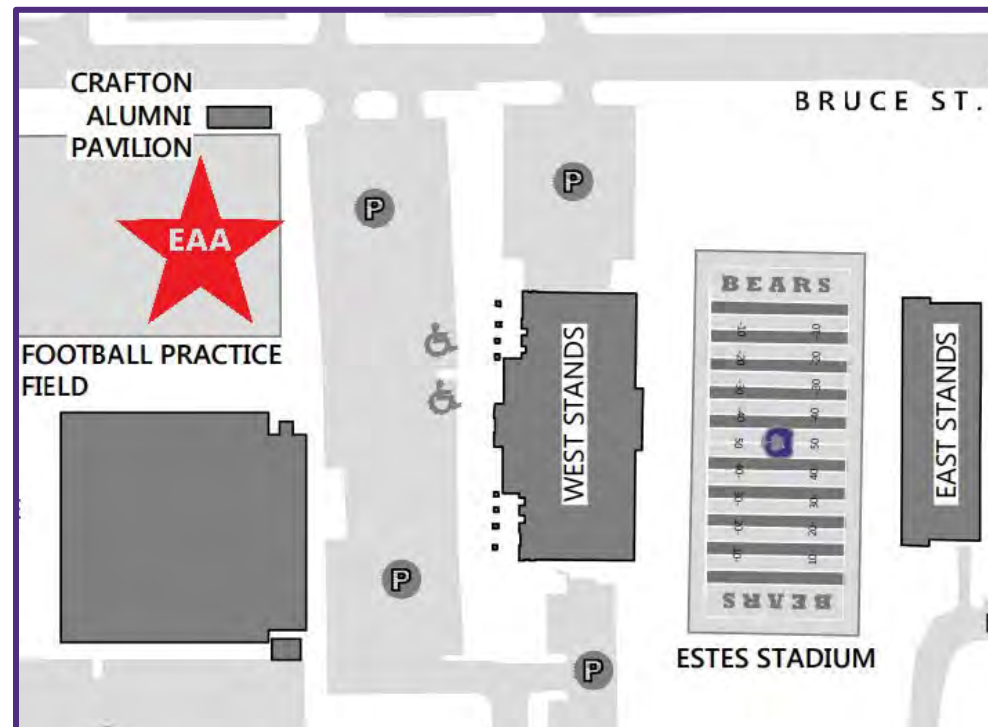 CRAFTON
ALUMNI
PAVILION
BRUCE ST.
P
P
EAA
BEARS
FOOTBALL PRACTICE
FIELD
WEST STANDS
EAST STANDS
-10 10-
-20 -20
-30 -30
-40 -40
50 50
-40 40
-30 30-
-20 20-
-10 10
P
BEARS
P
ESTES STADIUM